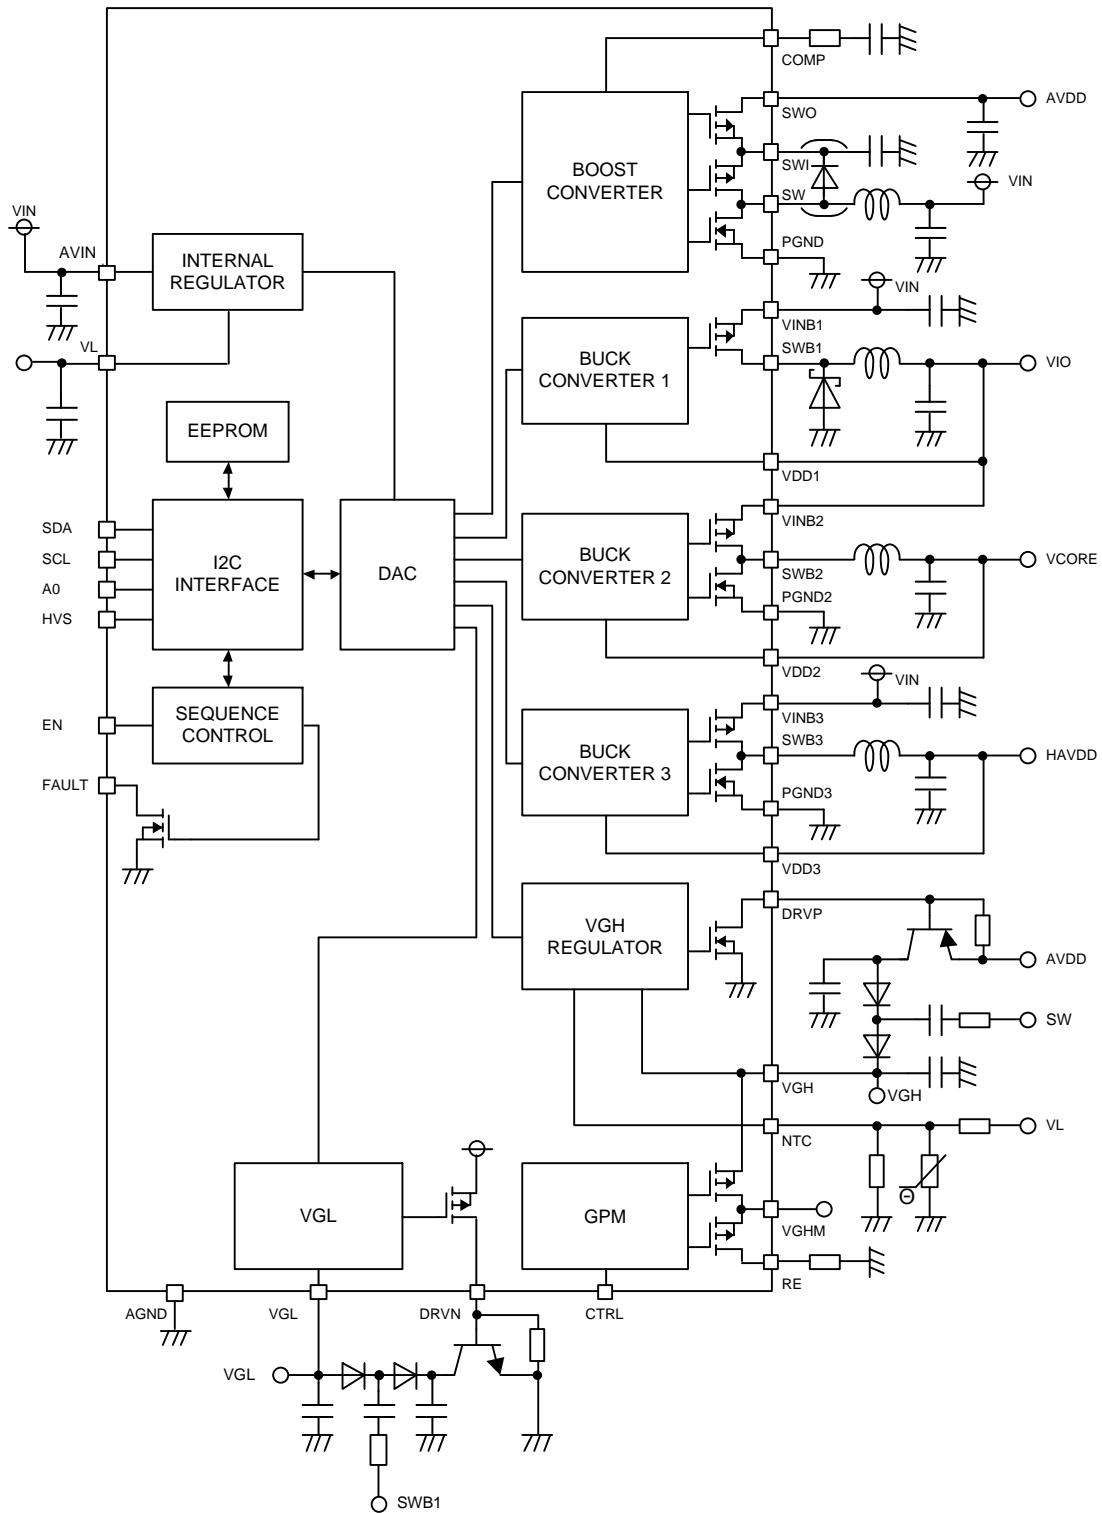 COMP
SWO
AVDD
BOOST
CONVERTER
SWI
SW
VIN
PGND
VIN
AVIN
INTERNAL
REGULATOR
VL
VIN
VINB1
SWB1
BUCK
CONVERTER 1
VIO
VDD1
EEPROM
SDA
SCL
A0
HVS
I2C
INTERFACE
DAC
VINB2
BUCK
CONVERTER 2
SWB2
PGND2
VCORE
VDD2
EN
SEQUENCE
CONTROL
FAULT
VIN
VINB3
SWB3
BUCK
CONVERTER 3
HAVDD
PGND3
VDD3
DRVP
VGH
REGULATOR
AVDD
SW
VGH
VGH
NTC
VL
Θ
VGL
GPM
VGHM
RE
AGND
VGL
DRVN
CTRL
VGL
SWB1